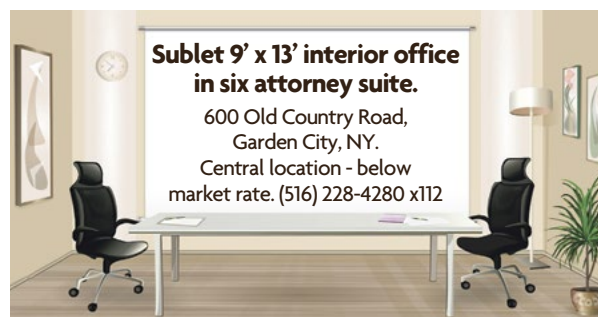 Sublet 9’ x 13’ interior office
in six attorney suite.
600 Old Country Road,
Garden City, NY.
Central location - below
market rate. (516) 228-4280 x112